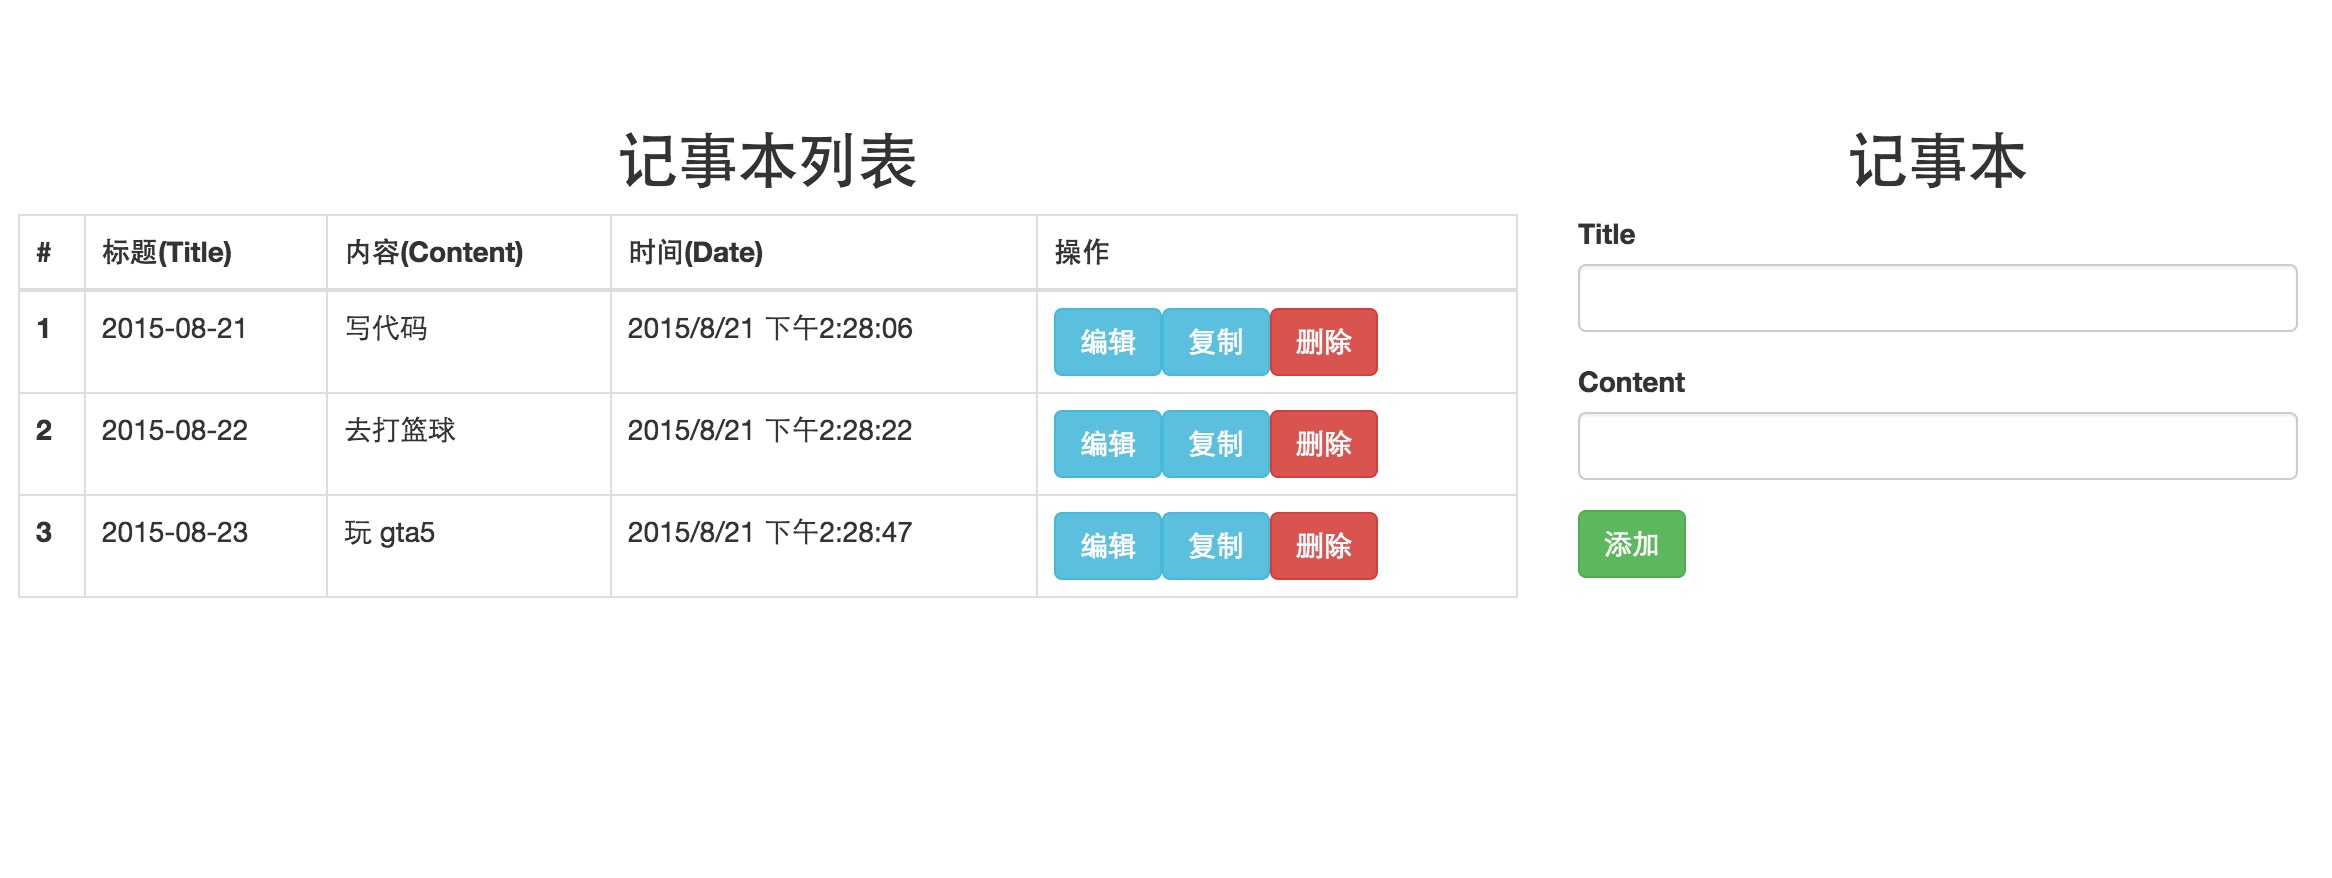 记事本列表
# 标题(Title) 内容(Content) 时间(Date) 操作
1 2015-08-21 写代码 2015/8/21 下午2:28:06 编辑 复制 删除
2 2015-08-22 去打篮球 2015/8/21 下午2:28:22 编辑 复制 删除
3 2015-08-23 玩 gta5 2015/8/21 下午2:28:47 编辑 复制 删除
记事本
Title
Content
添加